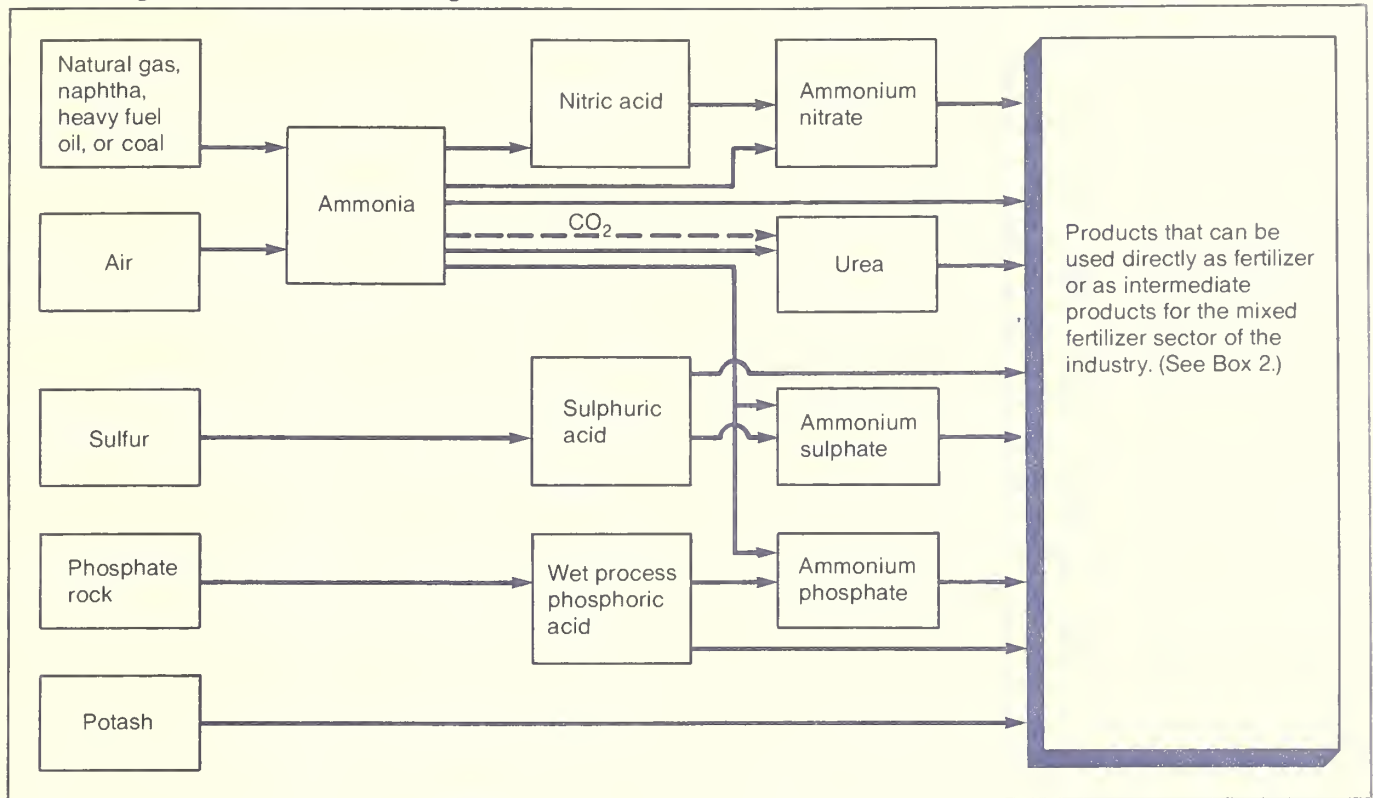 Natural gas,
naphtha,
heavy fuel
oil, or coal
Air
Sulfur
Phosphate
rock
Potash
Ammonia
CO₂
Nitric acid
Sulphuric
acid
Wet process
phosphoric
acid
Ammonium
nitrate
Urea
Ammonium
sulphate
Ammonium
phosphate
Products that can be
used directly as fertilizer
or as intermediate
products for the mixed
fertilizer sector of the
industry. (See Box 2.)